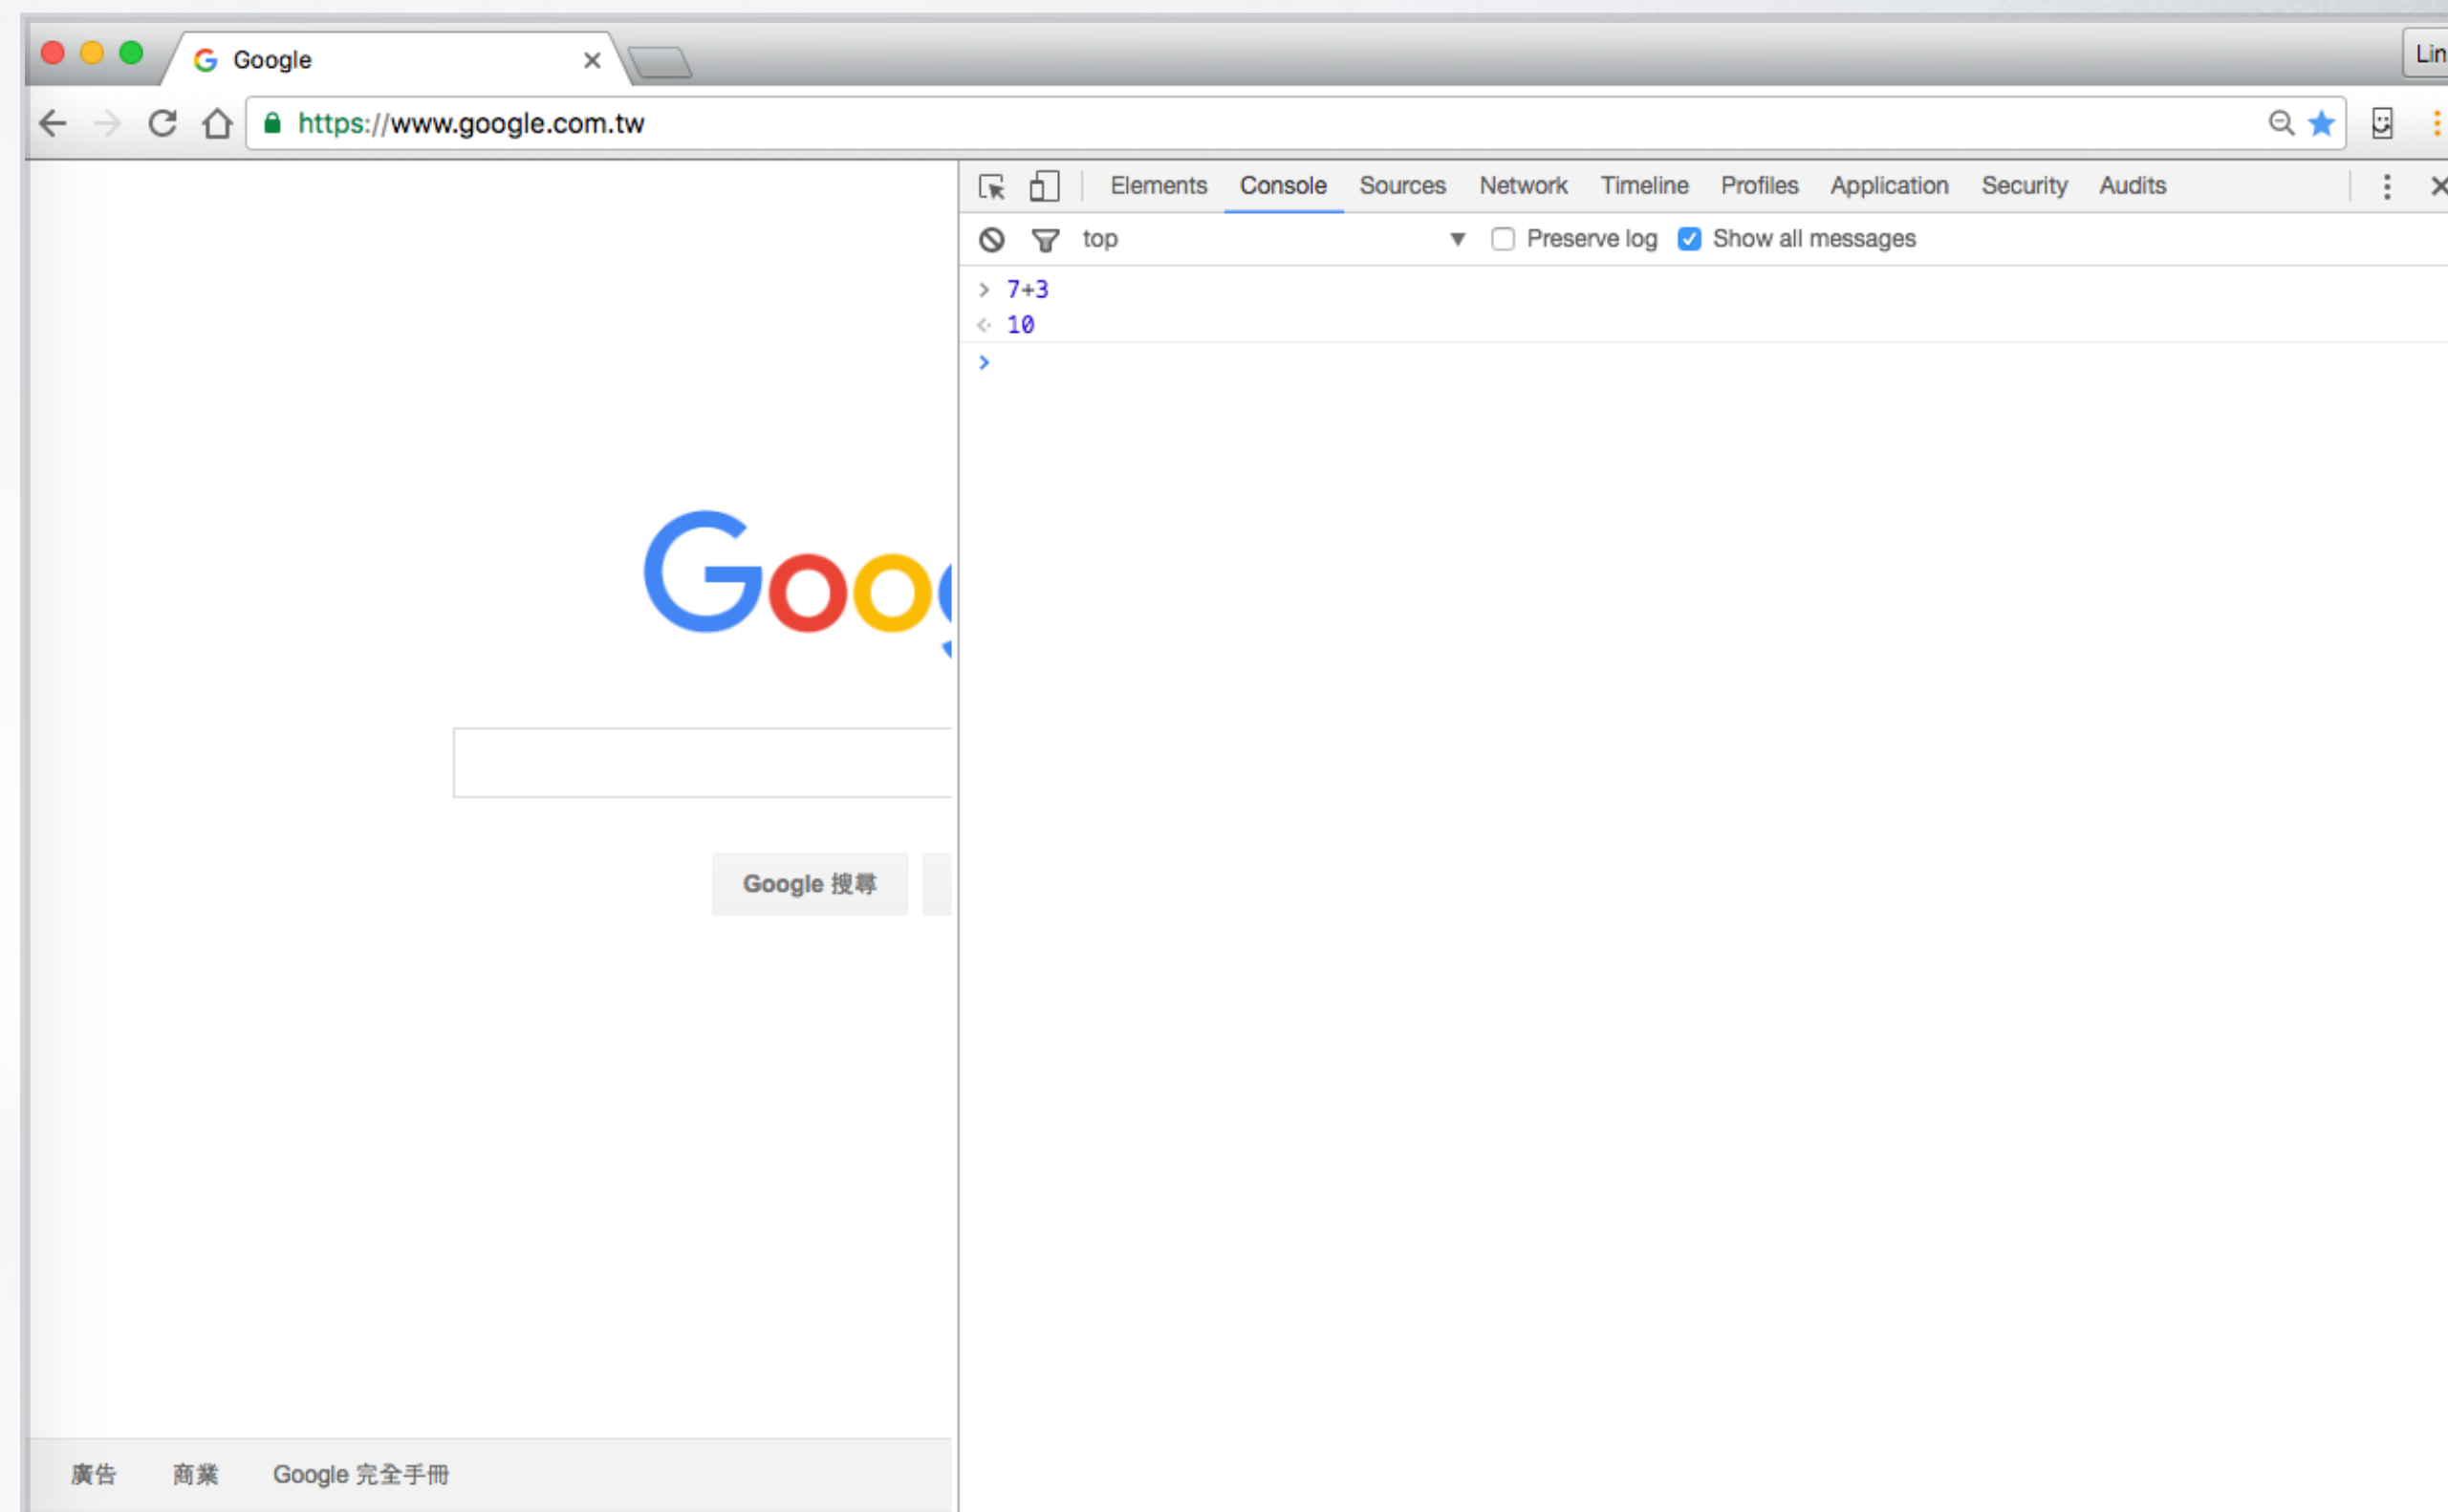 Google
Lin
https://www.google.com.tw
Elements Console Sources Network Timeline Profiles Application Security Audits
top Preserve log Show all messages
> 7+3
10
>
Goog
Google 搜尋
廣告 商業 Google 完全手冊